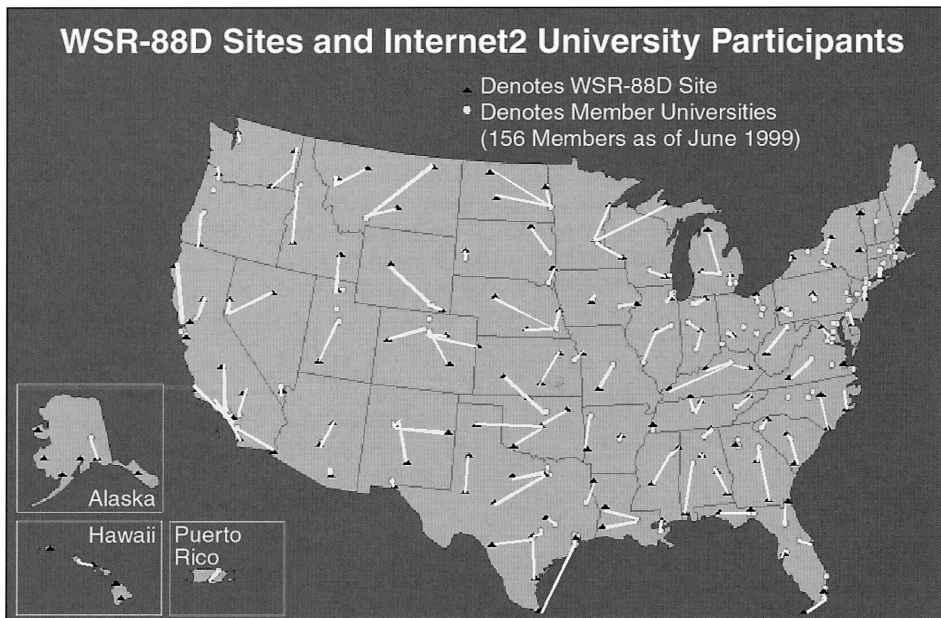 WSR-88D Sites and Internet2 University Participants
Denotes WSR-88D Site
Denotes Member Universities
(156 Members as of June 1999)
Alaska
Hawaii
Puerto
Rico